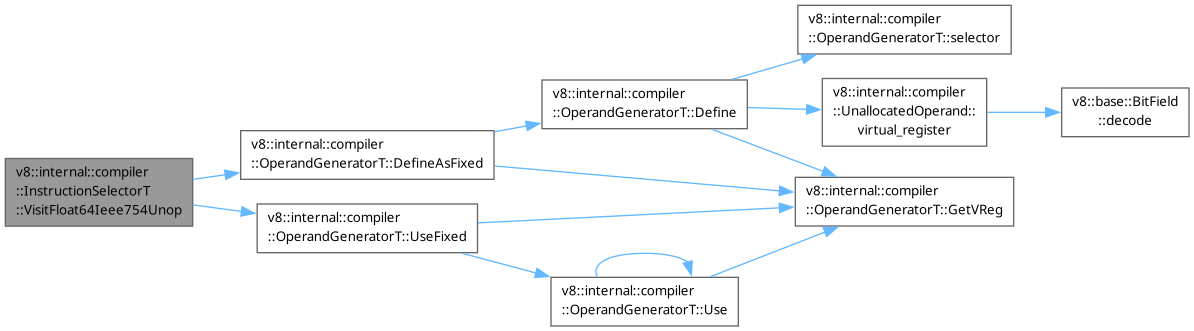 v8::internal::compiler
::InstructionSelectorT
::VisitFloat64Ieee754Unop
v8::internal::compiler
::OperandGeneratorT::DefineAsFixed
v8::internal::compiler
::OperandGeneratorT::UseFixed
v8::internal::compiler
::OperandGeneratorT::Define
v8::internal::compiler
::OperandGeneratorT::Use
v8::internal::compiler
::OperandGeneratorT::selector
v8::internal::compiler
::UnallocatedOperand::
virtual_register
v8::internal::compiler
::OperandGeneratorT::GetVReg
v8::base::BitField
::decode